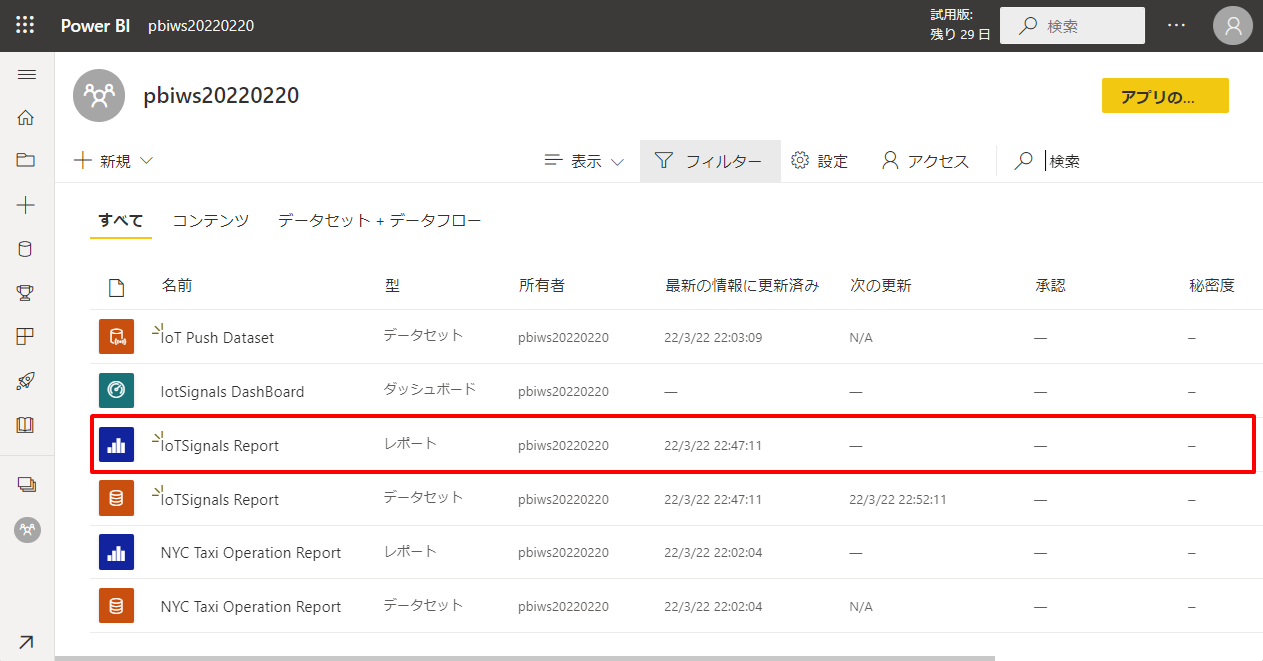 Power BI pbiws20220220 試用版: 残り 29 日 検索 ...
pbiws20220220 アプリの...
新規 表示 フィルター 設定 アクセス 検索
すべて コンテンツ データセット + データフロー
名前 型 所有者 最新の情報に更新済み 次の更新 承認 秘密度
IoT Push Dataset データセット pbiws20220220 22/3/22 22:03:09 N/A — –
IotSignals DashBoard ダッシュボード pbiws20220220 — — — –
IoTSignals Report レポート pbiws20220220 22/3/22 22:47:11 — — –
IoTSignals Report データセット pbiws20220220 22/3/22 22:47:11 22/3/22 22:52:11 — –
NYC Taxi Operation Report レポート pbiws20220220 22/3/22 22:02:04 — — –
NYC Taxi Operation Report データセット pbiws20220220 22/3/22 22:02:04 N/A — –